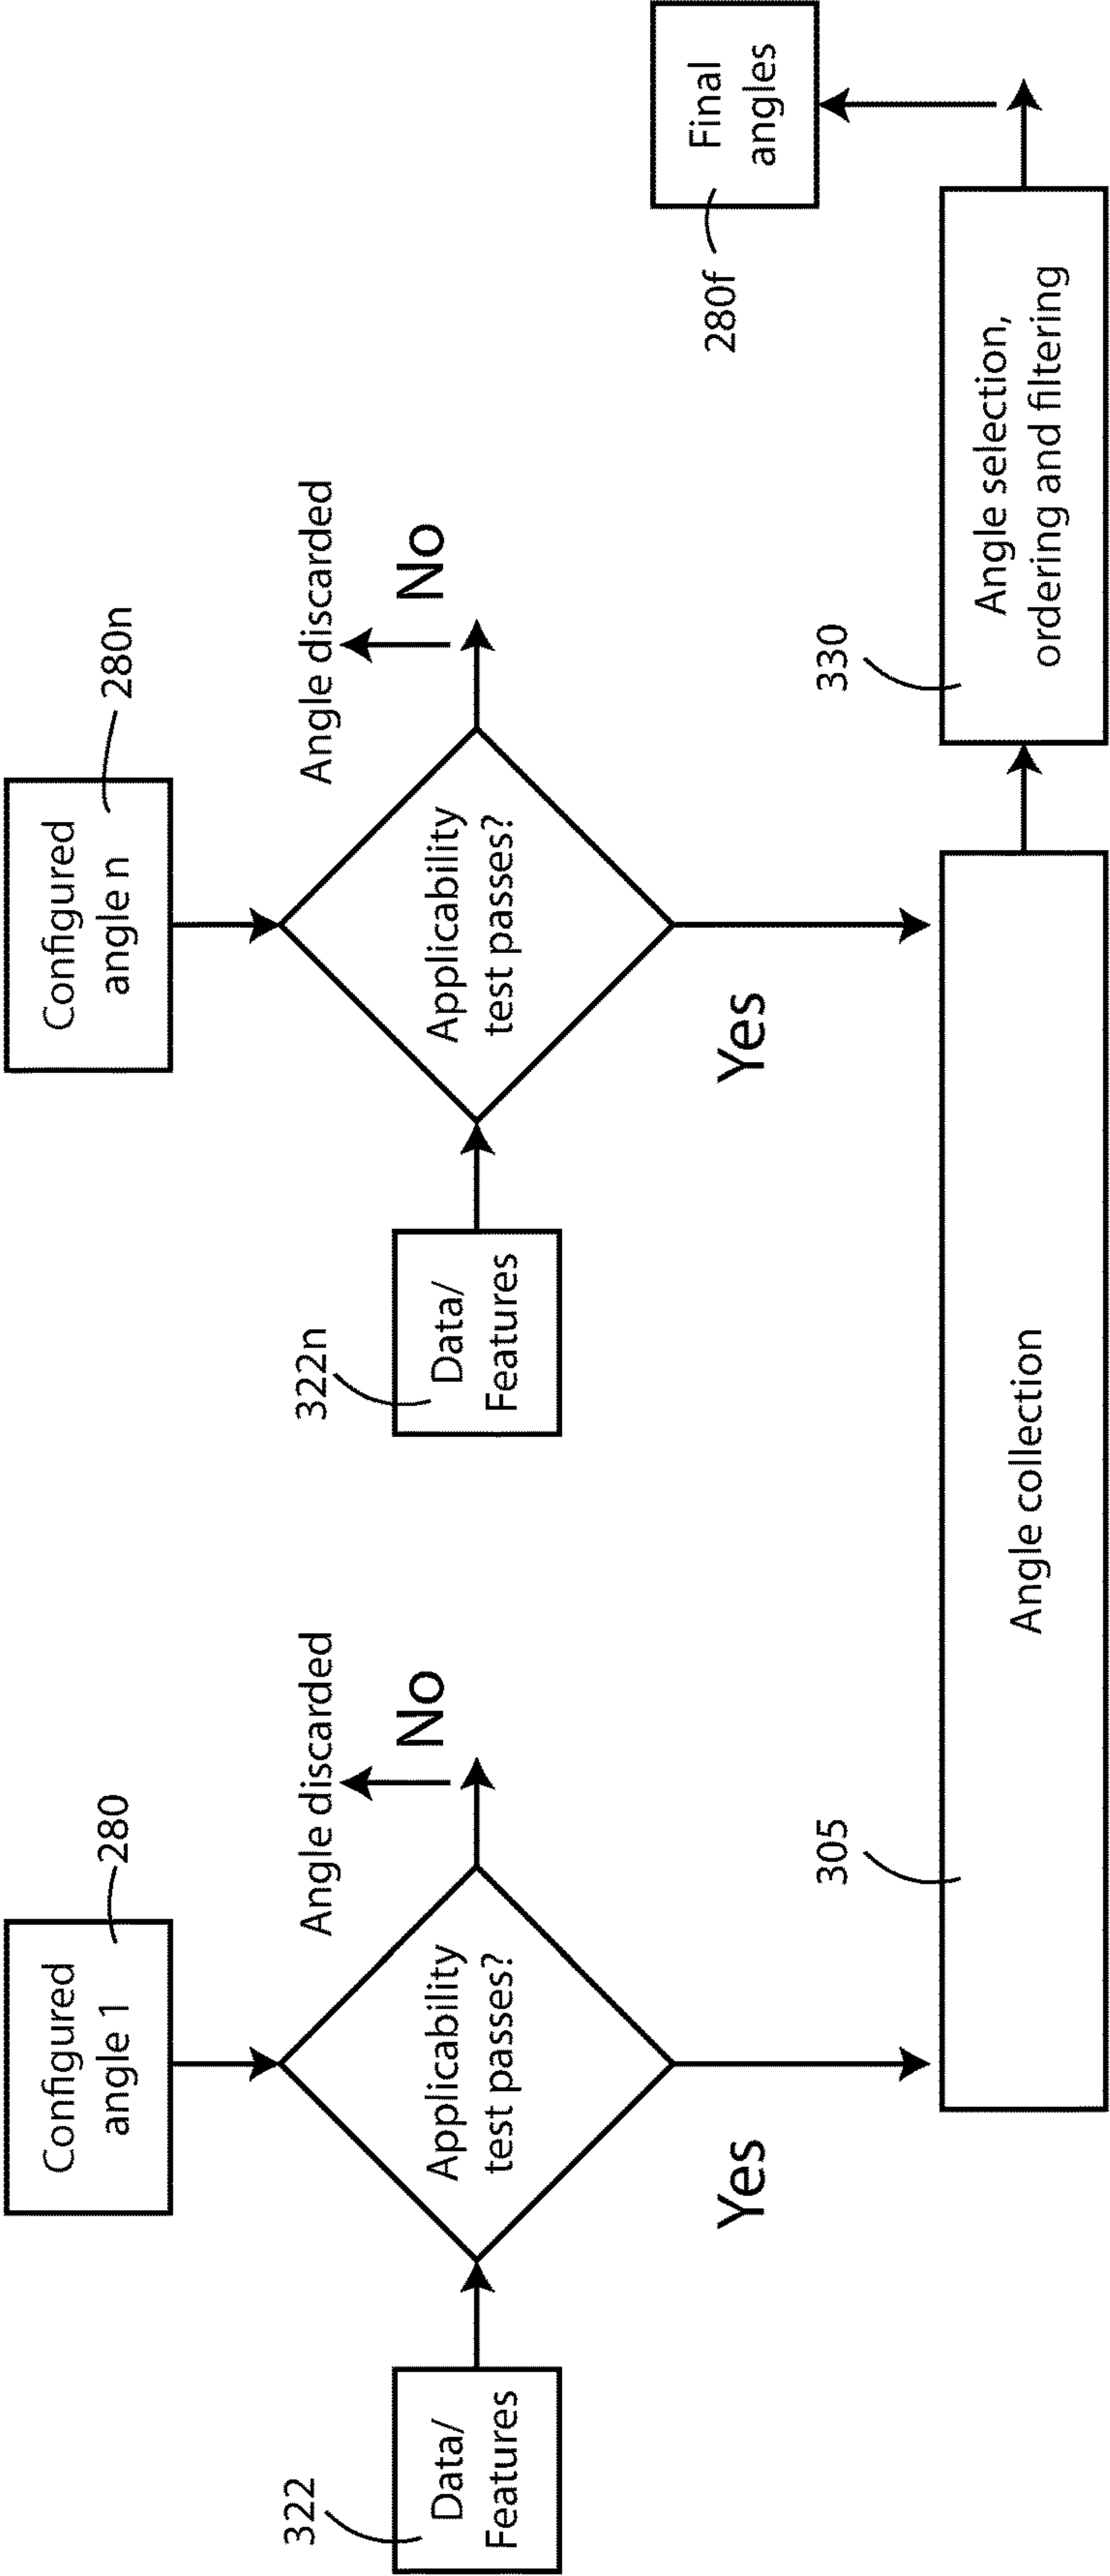 Configured
angle 1
280
Configured
angle n
280n
322
Data/
Features
Applicability
test passes?
Angle discarded
No
Yes
322n
Data/
Features
Applicability
test passes?
Angle discarded
No
Yes
305
Angle collection
330
Angle selection,
ordering and filtering
280f
Final
angles